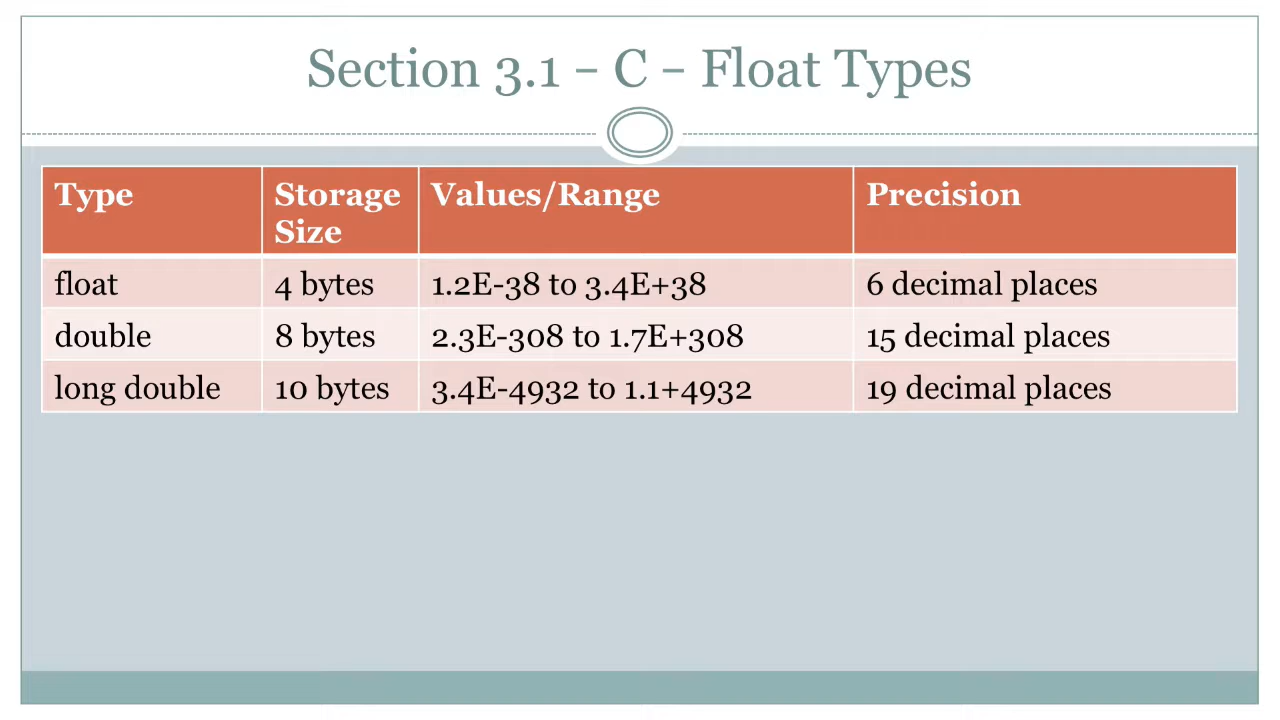 Section 3.1 – C – Float Types
Type Storage Size Values/Range Precision
float 4 bytes 1.2E-38 to 3.4E+38 6 decimal places
double 8 bytes 2.3E-308 to 1.7E+308 15 decimal places
long double 10 bytes 3.4E-4932 to 1.1+4932 19 decimal places